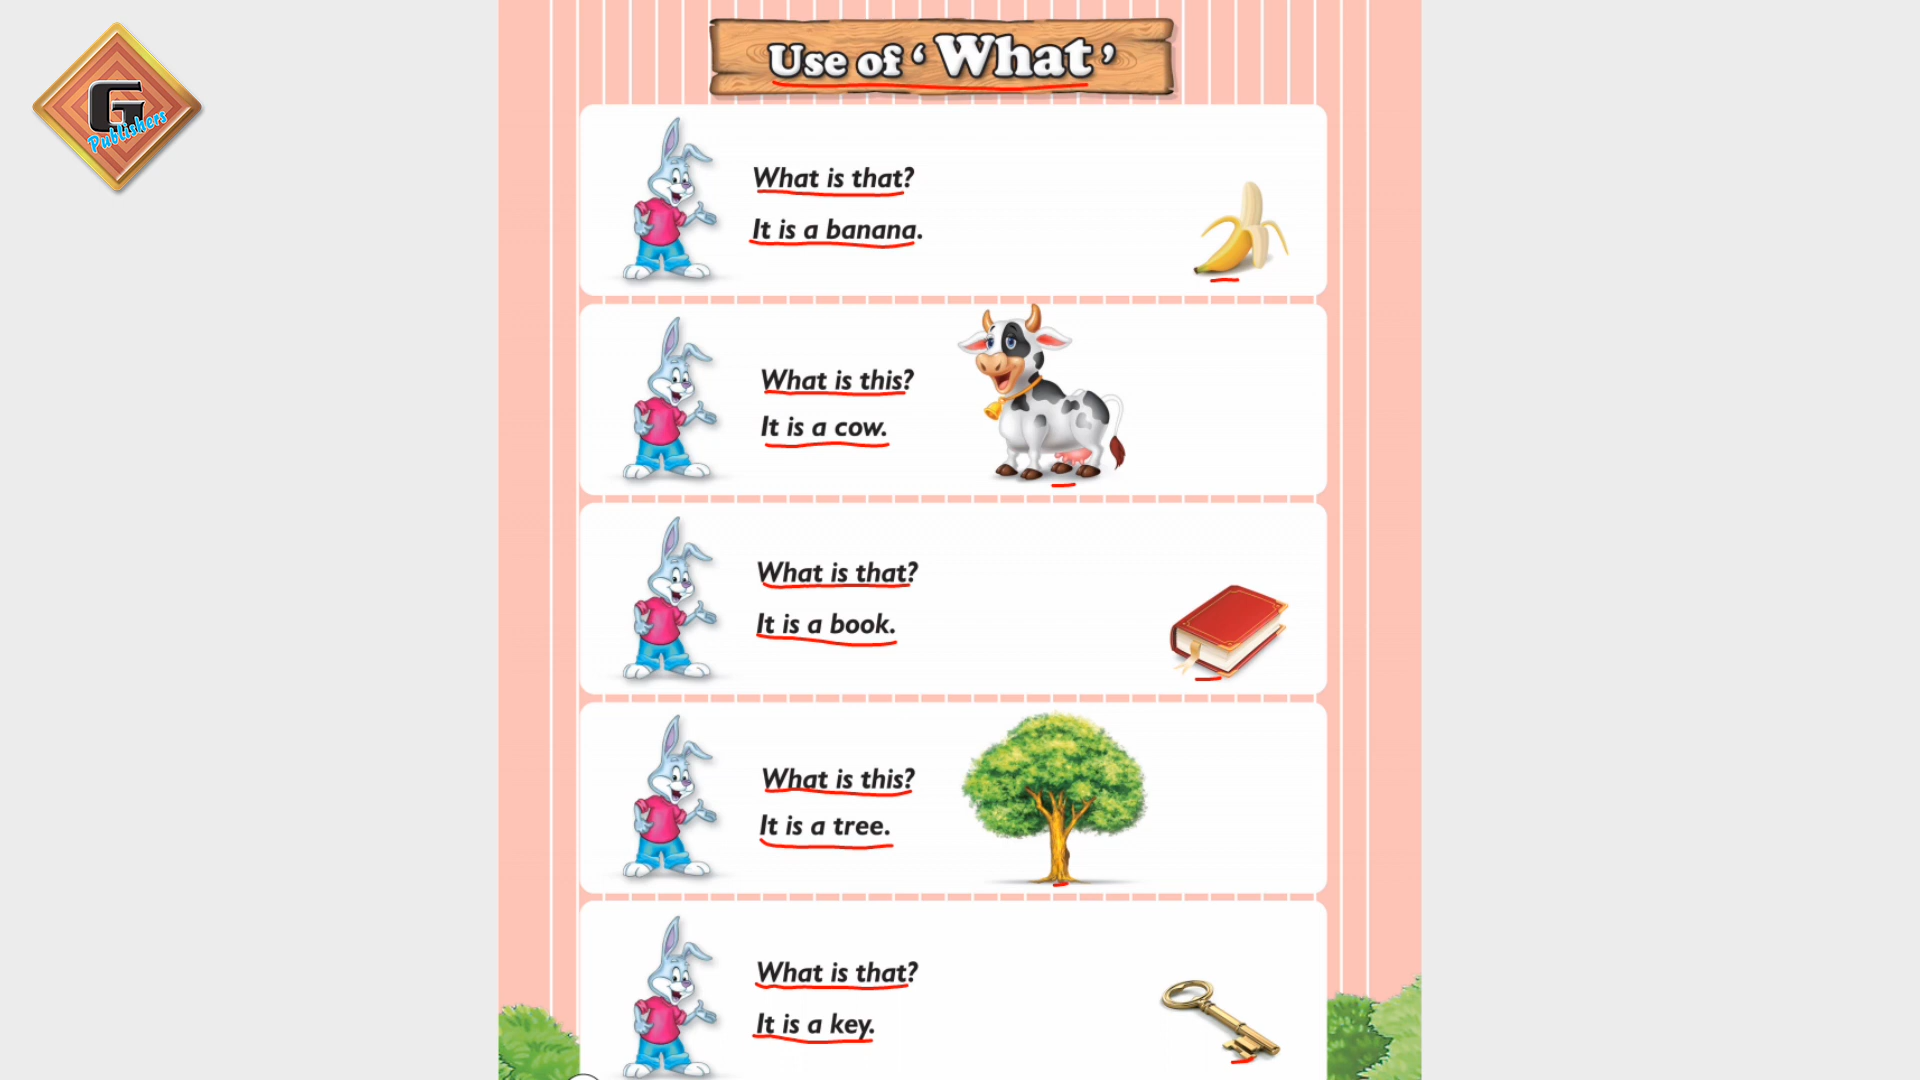 G
Publishers
Use of ‘What’
What is that?
It is a banana.
What is this?
It is a cow.
What is that?
It is a book.
What is this?
It is a tree.
What is that?
It is a key.